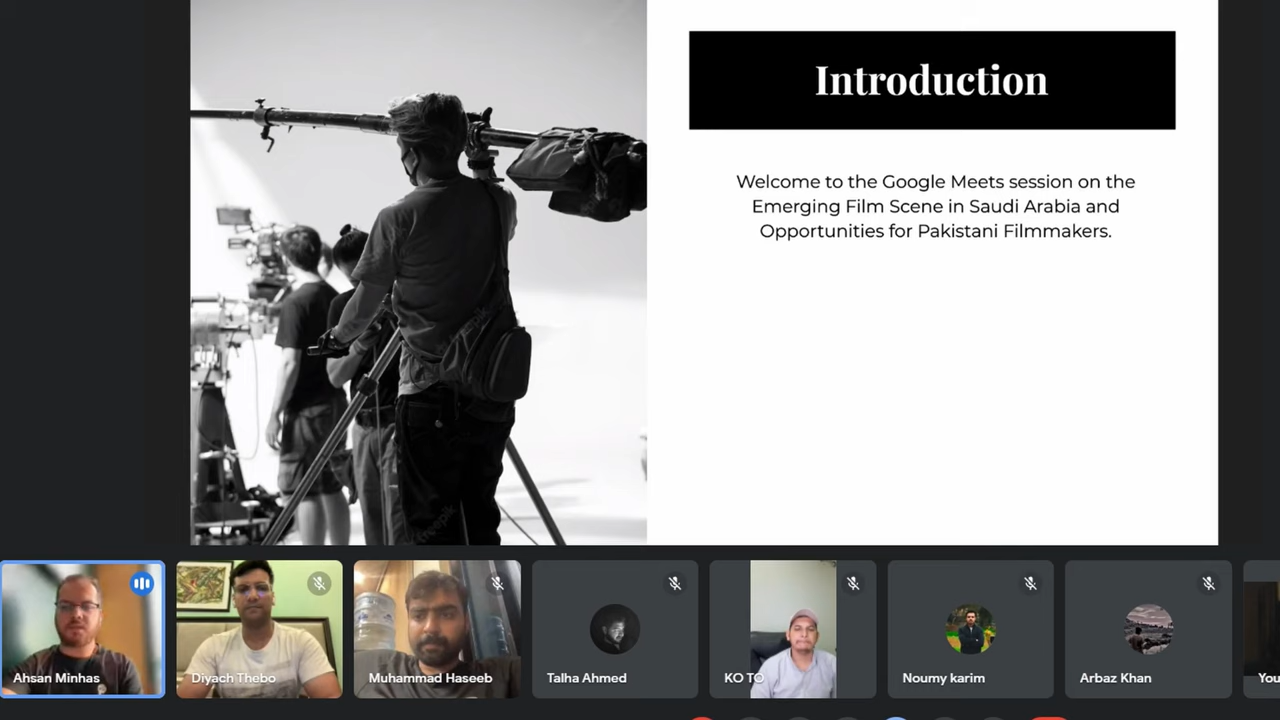 Introduction
Welcome to the Google Meets session on the
Emerging Film Scene in Saudi Arabia and
Opportunities for Pakistani Filmmakers.
Ahsan Minhas
Diyach Thebo
Muhammad Haseeb
Talha Ahmed
KO TO
Noumy karim
Arbaz Khan
You